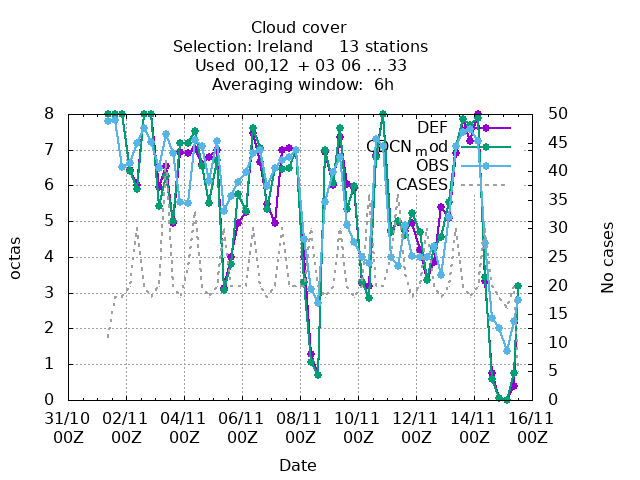 Cloud cover
Selection: Ireland 13 stations
Used 00,12 + 03 06 ... 33
Averaging window: 6h
octas
No cases
8
7
6
5
4
3
2
1
0
50
45
40
35
30
25
20
15
10
5
0
DEF
CDCN mod
OBS
CASES
31/10 02/11 04/11 06/11 08/11 10/11 12/11 14/11 16/11
00Z 00Z 00Z 00Z 00Z 00Z 00Z 00Z 00Z
Date